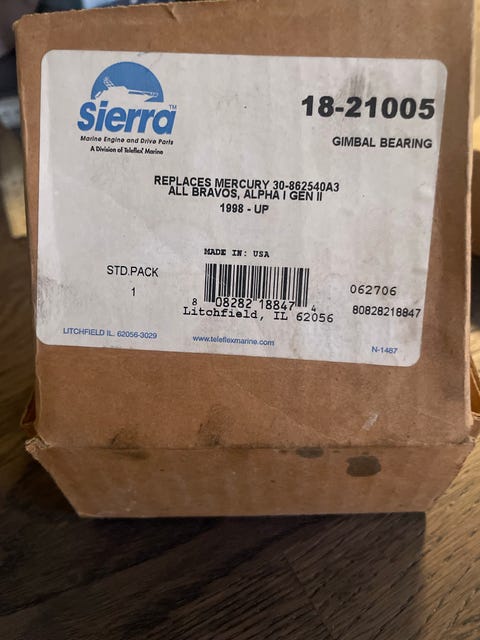 Sierra™
Marine Engine and Drive Parts
A Division of Teleflex® Marine
18-21005
GIMBAL BEARING
REPLACES MERCURY 30-862540A3
ALL BRAVOS, ALPHA I GEN II
1998 - UP
MADE IN: USA
STD.PACK
1
8 08282 18847 4
Litchfield, IL 62056
062706
80828218847
LITCHFIELD IL. 62056-3029
www.teleflexmarine.com
N-1487